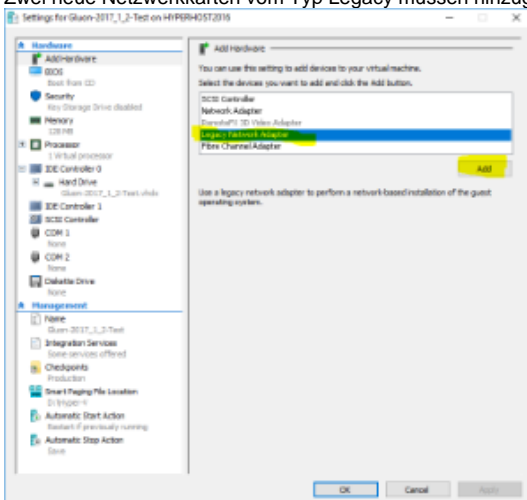 Zwei neue Netzwerkkarten vom Typ Legacy müssen hinzug
Settings for Gluon-2017_1_2-Test on HYPERHOST2016
Hardware
Add Hardware
BIOS
Boot from CD
Security
Key Storage Drive disabled
Memory
128 MB
Processor
1 Virtual processor
IDE Controller 0
Hard Drive
Gluon-2017_1_2-Test.vhdx
IDE Controller 1
SCSI Controller
COM 1
None
COM 2
None
Diskette Drive
None
Management
Name
Gluon-2017_1_2-Test
Integration Services
Some services offered
Checkpoints
Production
Smart Paging File Location
Automatic Start Action
Restart if previously running
Automatic Stop Action
Save
Add Hardware
You can use this setting to add devices to your virtual machine.
Select the devices you want to add and click the Add button.
SCSI Controller
Network Adapter
RemoteFX 3D Video Adapter
Legacy Network Adapter
Fibre Channel Adapter
Add
Use a legacy network adapter to perform a network-based installation of the guest
operating system.
OK
Cancel
Apply